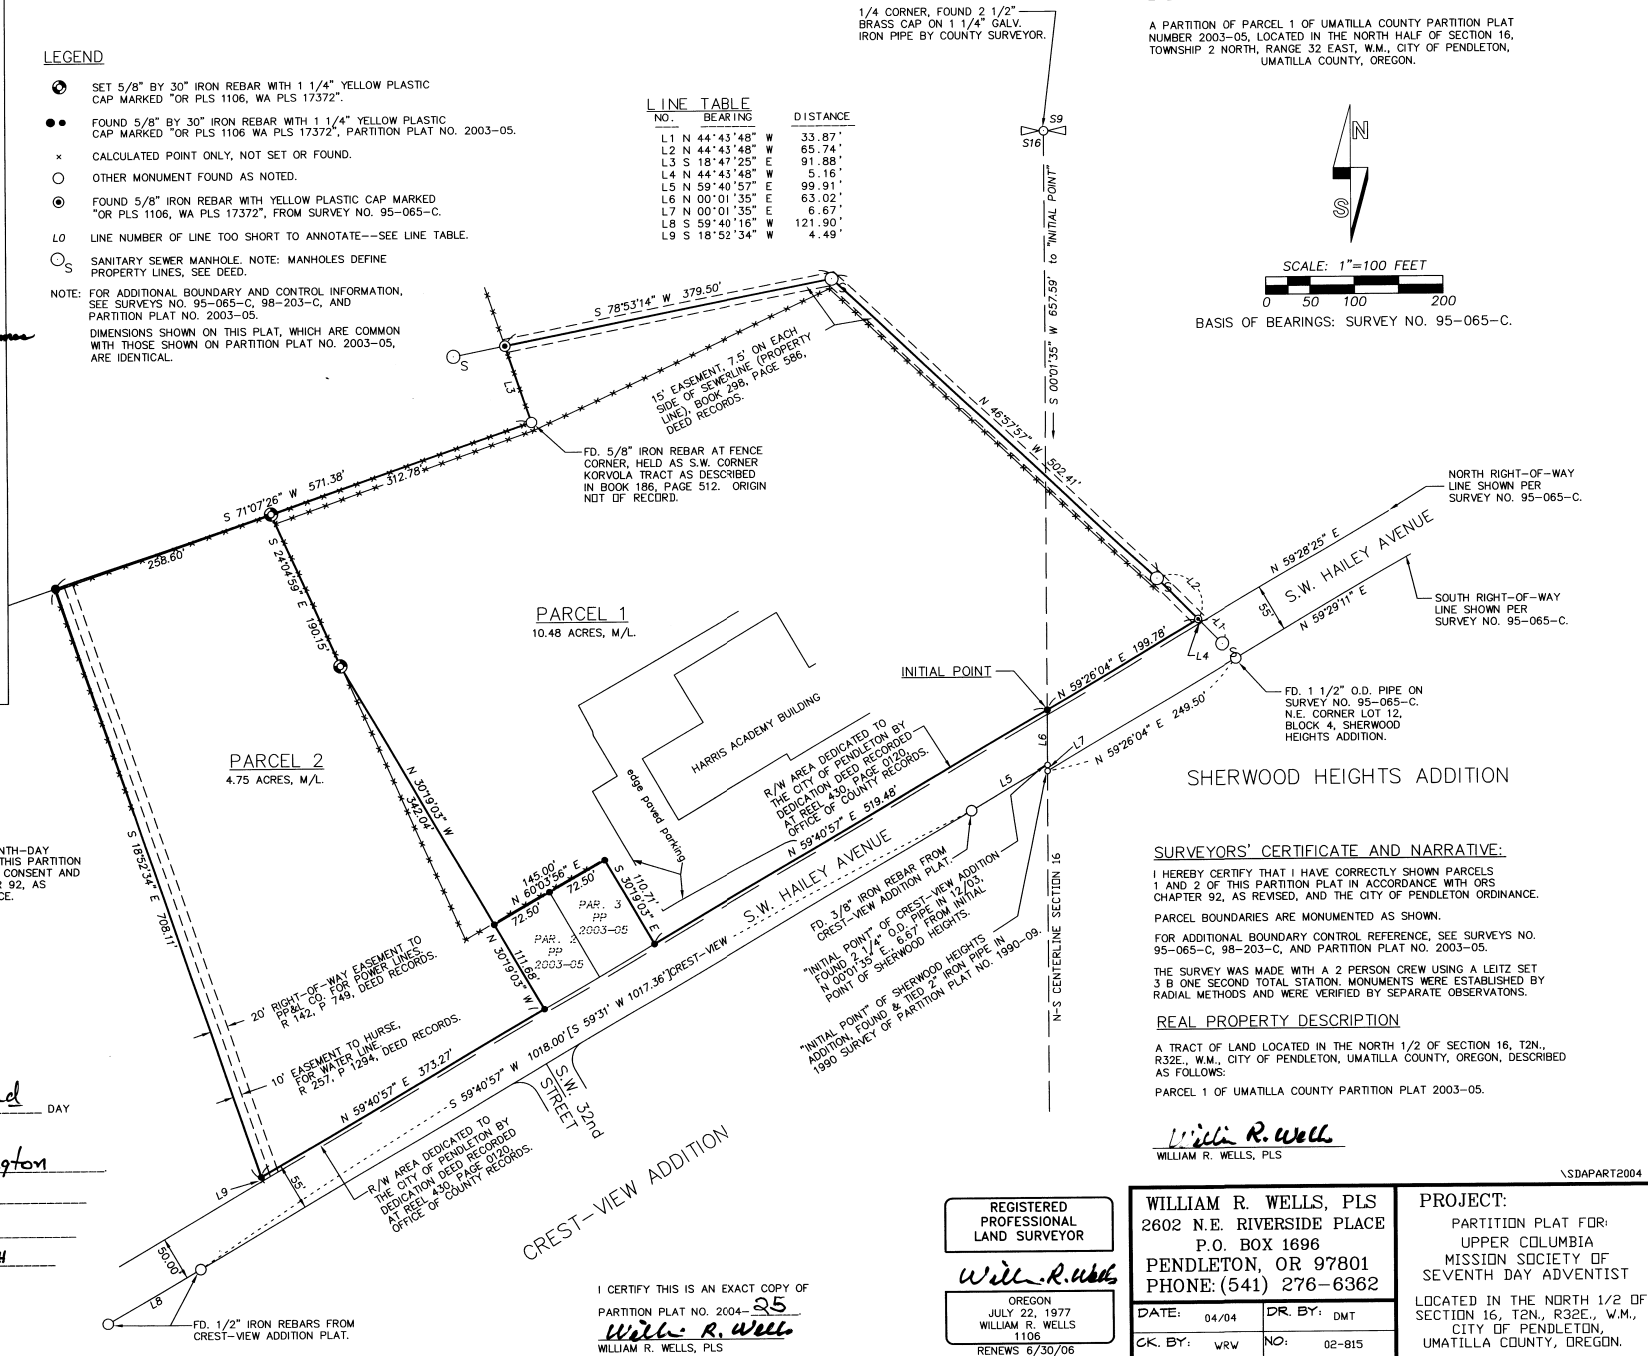 1/4 CORNER, FOUND 2 1/2"
BRASS CAP ON 1 1/4" GALV.
IRON PIPE BY COUNTY SURVEYOR.
A PARTITION OF PARCEL 1 OF UMATILLA COUNTY PARTITION PLAT
NUMBER 2003-05, LOCATED IN THE NORTH HALF OF SECTION 16,
TOWNSHIP 2 NORTH, RANGE 32 EAST, W.M., CITY OF PENDLETON,
UMATILLA COUNTY, OREGON.
LEGEND
SET 5/8" BY 30" IRON REBAR WITH 1 1/4" YELLOW PLASTIC
CAP MARKED "OR PLS 1106, WA PLS 17372".
FOUND 5/8" BY 30" IRON REBAR WITH 1 1/4" YELLOW PLASTIC
CAP MARKED "OR PLS 1106 WA PLS 17372", PARTITION PLAT NO. 2003-05.
CALCULATED POINT ONLY, NOT SET OR FOUND.
OTHER MONUMENT FOUND AS NOTED.
FOUND 5/8" IRON REBAR WITH YELLOW PLASTIC CAP MARKED
"OR PLS 1106, WA PLS 17372", FROM SURVEY NO. 95-065-C.
L0 LINE NUMBER OF LINE TOO SHORT TO ANNOTATE--SEE LINE TABLE.
S SANITARY SEWER MANHOLE. NOTE: MANHOLES DEFINE
PROPERTY LINES, SEE DEED.
NOTE: FOR ADDITIONAL BOUNDARY AND CONTROL INFORMATION,
SEE SURVEYS NO. 95-065-C, 98-203-C, AND
PARTITION PLAT NO. 2003-05.
DIMENSIONS SHOWN ON THIS PLAT, WHICH ARE COMMON
WITH THOSE SHOWN ON PARTITION PLAT NO. 2003-05,
ARE IDENTICAL.
LINE TABLE
NO. BEARING DISTANCE
L1 N 44°43'48" W 33.87'
L2 N 44°43'48" W 65.74'
L3 S 18°47'25" E 91.88'
L4 N 44°43'48" W 5.16'
L5 N 59°40'57" E 99.91'
L6 N 00°01'35" E 63.02'
L7 N 00°01'35" E 6.67'
L8 S 59°40'16" W 121.90'
L9 S 18°52'34" W 4.49'
S9
S16
S 00°01'35" W 657.59' to "INITIAL POINT"
N
S
SCALE: 1"=100 FEET
0 50 100 200
BASIS OF BEARINGS: SURVEY NO. 95-065-C.
S 78°53'14" W 379.50'
S
S
L3
15' EASEMENT, 7.5' ON EACH
SIDE OF SEWERLINE (PROPERTY
LINE), BOOK 298, PAGE 586,
DEED RECORDS.
FD. 5/8" IRON REBAR AT FENCE
CORNER, HELD AS S.W. CORNER
KORVOLA TRACT AS DESCRIBED
IN BOOK 186, PAGE 512. ORIGIN
NOT OF RECORD.
N 46°57'57" W 502.41'
S 71°07'26" W 571.38'
312.78'
258.60'
NORTH RIGHT-OF-WAY
LINE SHOWN PER
SURVEY NO. 95-065-C.
N 59°28'25" E
S.W. HAILEY AVENUE
55'
N 59°29'11" E
SOUTH RIGHT-OF-WAY
LINE SHOWN PER
SURVEY NO. 95-065-C.
S
L2
L1
S
L4
S 24°04'59" E 190.15'
PARCEL 1
10.48 ACRES, M/L.
INITIAL POINT
N 59°26'04" E 199.78'
FD. 1 1/2" O.D. PIPE ON
SURVEY NO. 95-065-C.
N.E. CORNER LOT 12,
BLOCK 4, SHERWOOD
HEIGHTS ADDITION.
L6
L7
N 59°26'04" E 249.50'
SHERWOOD HEIGHTS ADDITION
HARRIS ACADEMY BUILDING
edge paved parking
R/W AREA DEDICATED TO
THE CITY OF PENDLETON BY
DEDICATION DEED RECORDED
AT REEL 430, PAGE 0120,
OFFICE OF COUNTY RECORDS.
N 59°40'57" E 519.48'
L5
PARCEL 2
4.75 ACRES, M/L.
N 30°19'03" W
342.04'
S 18°52'34" E 708.11'
145.00'
N 60°03'56" E
72.50'
72.50'
S 30°19'03" E
110.71'
PAR. 3
PP
2003-05
PAR. 2
PP
2003-05
111.68'
N 30°19'03" W
S.W. HAILEY AVENUE
FD. 3/8" IRON REBAR FROM
CREST-VIEW ADDITION PLAT.
"INITIAL POINT" OF CREST-VIEW ADDITION
FOUND 2-1/4" O.D. PIPE IN 12/03,
N 00°01'35" E, 6.67' FROM INITIAL
POINT OF SHERWOOD HEIGHTS.
"INITIAL POINT" OF SHERWOOD HEIGHTS
ADDITION, FOUND & TIED 2" IRON PIPE IN
1990 SURVEY OF PARTITION PLAT NO. 1990-09.
N-S CENTERLINE SECTION 16
NTH-DAY
THIS PARTITION
CONSENT AND
92, AS
CE.
20' RIGHT-OF-WAY EASEMENT TO
PP&L CO. FOR POWER LINES.
R 142, P 749, DEED RECORDS.
10' EASEMENT TO HURSE,
FOR WATER LINE.
R 257, P 1294, DEED RECORDS.
N 59°40'57" E 373.27'
S 59°40'57" W 1018.00' [S 59°31' W 1017.36'] CREST-VIEW
S.W. 32nd
STREET
R/W AREA DEDICATED TO
THE CITY OF PENDLETON BY
DEDICATION DEED RECORDED
AT REEL 430, PAGE 0120,
OFFICE OF COUNTY RECORDS.
CREST-VIEW ADDITION
DAY
gton
L9
55'
50.00'
L8
FD. 1/2" IRON REBARS FROM
CREST-VIEW ADDITION PLAT.
SURVEYORS' CERTIFICATE AND NARRATIVE:
I HEREBY CERTIFY THAT I HAVE CORRECTLY SHOWN PARCELS
1 AND 2 OF THIS PARTITION PLAT IN ACCORDANCE WITH ORS
CHAPTER 92, AS REVISED, AND THE CITY OF PENDLETON ORDINANCE.
PARCEL BOUNDARIES ARE MONUMENTED AS SHOWN.
FOR ADDITIONAL BOUNDARY CONTROL REFERENCE, SEE SURVEYS NO.
95-065-C, 98-203-C, AND PARTITION PLAT NO. 2003-05.
THE SURVEY WAS MADE WITH A 2 PERSON CREW USING A LEITZ SET
3 B ONE SECOND TOTAL STATION. MONUMENTS WERE ESTABLISHED BY
RADIAL METHODS AND WERE VERIFIED BY SEPARATE OBSERVATONS.
REAL PROPERTY DESCRIPTION
A TRACT OF LAND LOCATED IN THE NORTH 1/2 OF SECTION 16, T2N.,
R32E., W.M., CITY OF PENDLETON, UMATILLA COUNTY, OREGON, DESCRIBED
AS FOLLOWS:
PARCEL 1 OF UMATILLA COUNTY PARTITION PLAT 2003-05.
Willi R. Wells
WILLIAM R. WELLS, PLS
\SDAPART2004
I CERTIFY THIS IS AN EXACT COPY OF
PARTITION PLAT NO. 2004-25
Willi R. Wells
WILLIAM R. WELLS, PLS
REGISTERED
PROFESSIONAL
LAND SURVEYOR
Will R. Wells
OREGON
JULY 22, 1977
WILLIAM R. WELLS
1106
RENEWS 6/30/06
WILLIAM R. WELLS, PLS
2602 N.E. RIVERSIDE PLACE
P.O. BOX 1696
PENDLETON, OR 97801
PHONE: (541) 276-6362
DATE: 04/04 DR. BY: DMT
CK. BY: WRW NO: 02-815
PROJECT:
PARTITION PLAT FOR:
UPPER COLUMBIA
MISSION SOCIETY OF
SEVENTH DAY ADVENTIST
LOCATED IN THE NORTH 1/2 OF
SECTION 16, T2N., R32E., W.M.,
CITY OF PENDLETON,
UMATILLA COUNTY, OREGON.